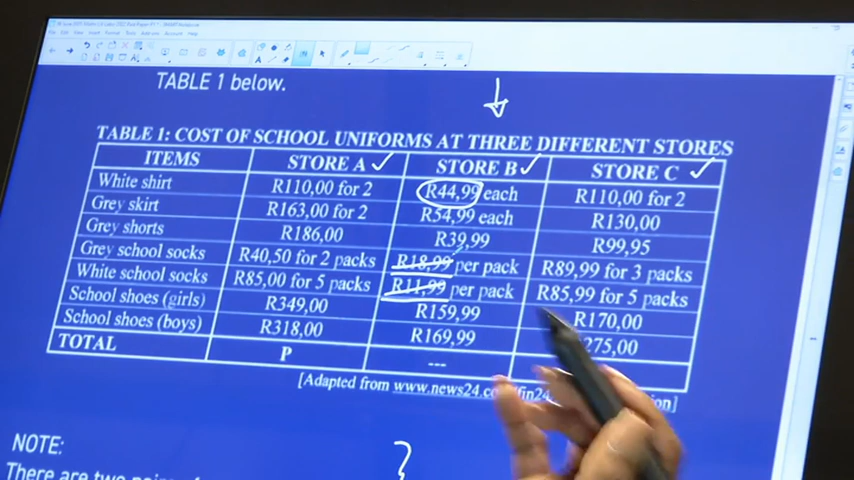 TABLE 1 below.
TABLE 1: COST OF SCHOOL UNIFORMS AT THREE DIFFERENT STORES
ITEMS STORE A STORE B STORE C
White shirt R110,00 for 2 R44,99 each R110,00 for 2
Grey skirt R163,00 for 2 R54,99 each R130,00
Grey shorts R186,00 R39,99 R99,95
Grey school socks R40,50 for 2 packs R18,99 per pack R89,99 for 3 packs
White school socks R85,00 for 5 packs R11,99 per pack R85,99 for 5 packs
School shoes (girls) R349,00 R159,99 R170,00
School shoes (boys) R318,00 R169,99 275,00
TOTAL P ---
[Adapted from www.news24.co
NOTE:
There are two